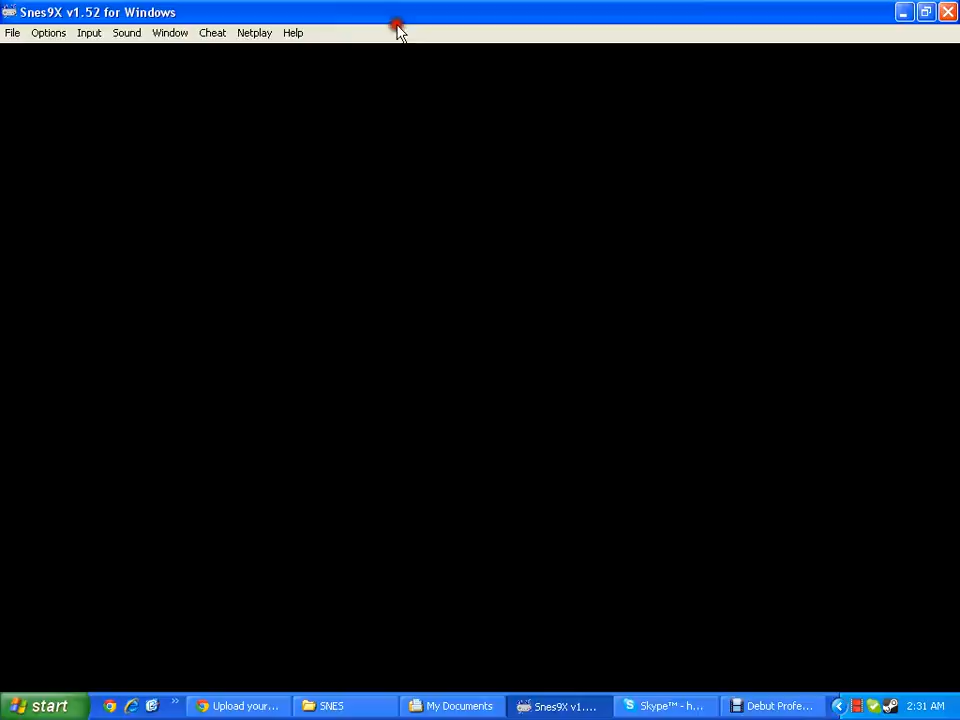 Snes9X v1.52 for Windows
File Options Input Sound Window Cheat Netplay Help
start » Upload your... SNES My Documents Snes9X v1.... Skype™ - h... Debut Profe... 2:31 AM